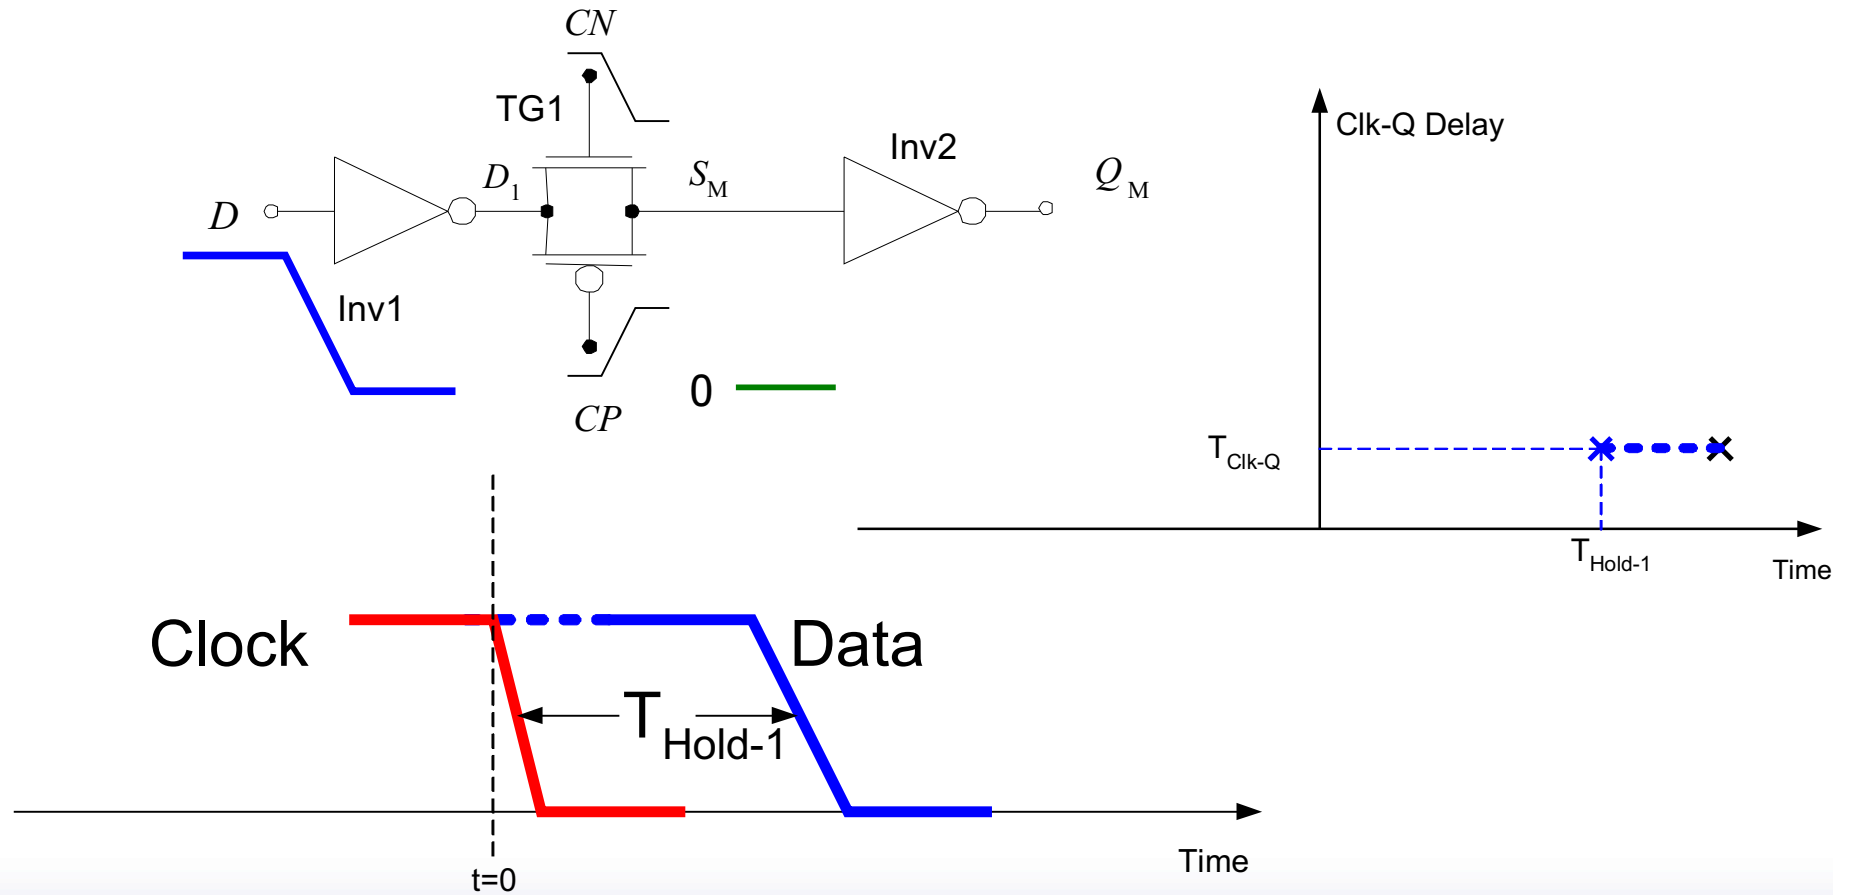 CN
TG1
Inv2
Clk-Q Delay
D
D1
SM
QM
Inv1
0
CP
TClk-Q
THold-1
Time
Clock
Data
THold-1
Time
t=0